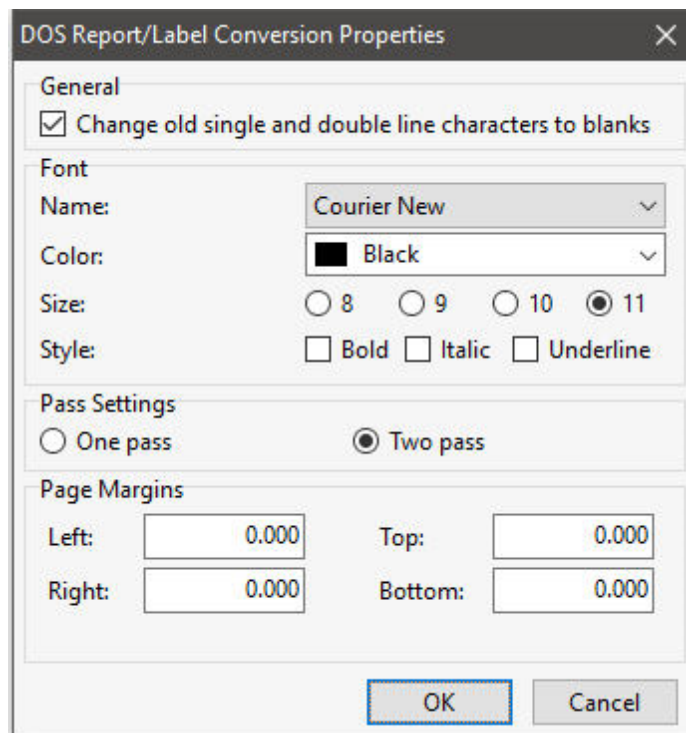 DOS Report/Label Conversion Properties
General
Change old single and double line characters to blanks
Font
Name: Courier New
Color: Black
Size: 8 9 10 11
Style: Bold Italic Underline
Pass Settings
One pass Two pass
Page Margins
Left: 0.000 Top: 0.000
Right: 0.000 Bottom: 0.000
OK Cancel